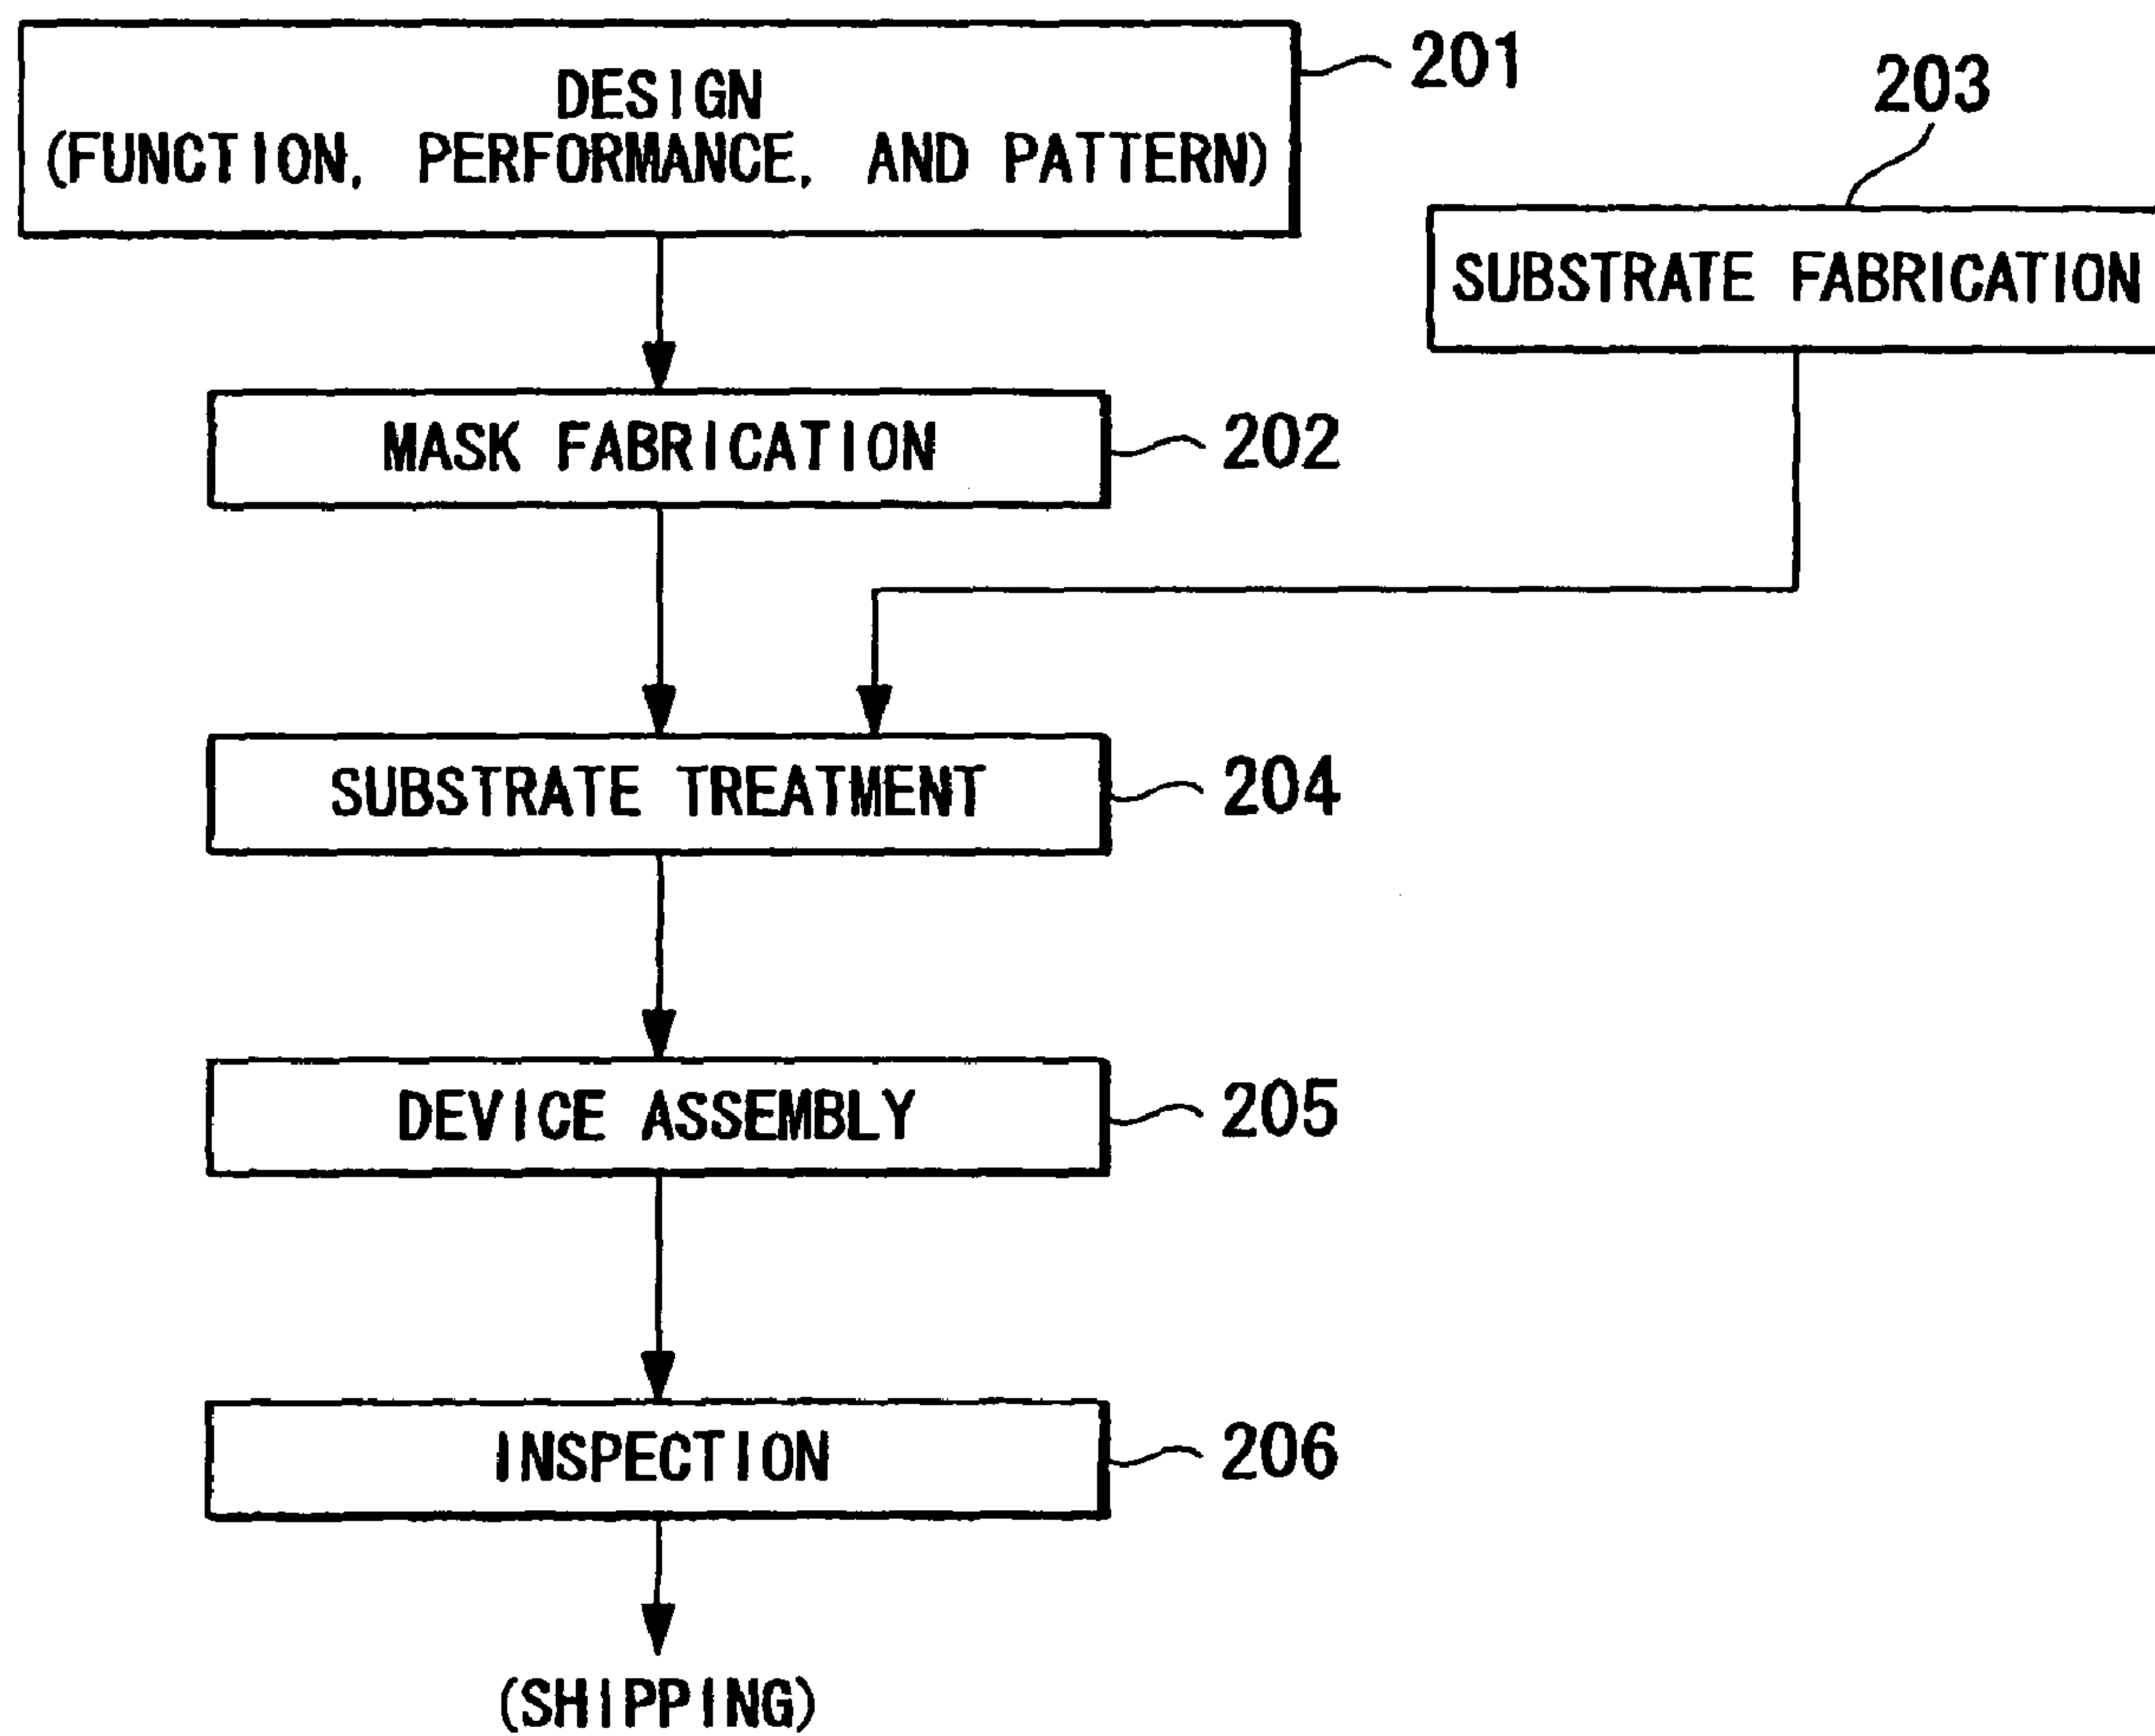 DESIGN
(FUNCTION, PERFORMANCE, AND PATTERN)
201
203
SUBSTRATE FABRICATION
MASK FABRICATION
202
SUBSTRATE TREATMENT
204
DEVICE ASSEMBLY
205
INSPECTION
206
(SHIPPING)